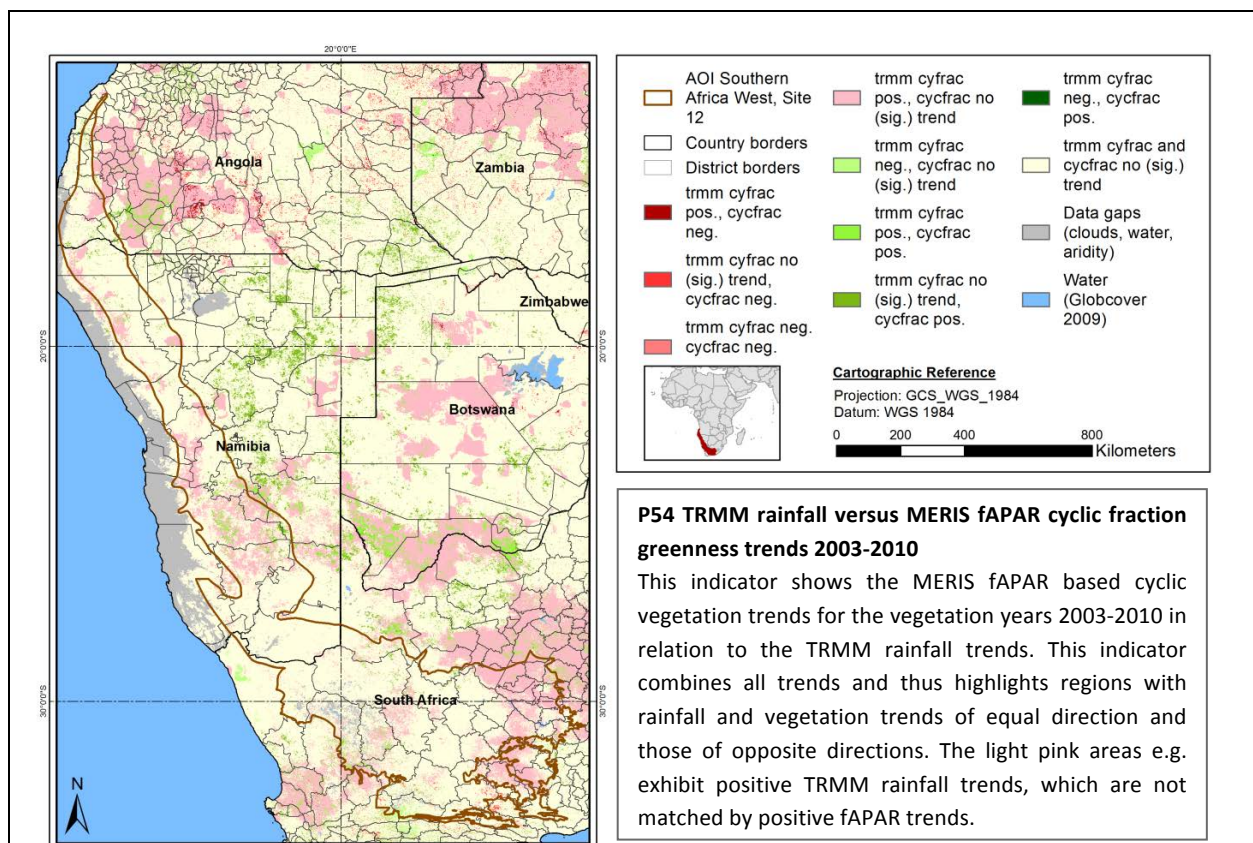 20°0'0"E
Angola
Zambia
Zimbabwe
20°0'0"S
20°0'0"S
Botswana
Namibia
South Africa
30°0'0"S
30°0'0"S
N
AOI Southern
Africa West, Site
12
Country borders
District borders
trmm cyfrac
pos., cycfrac
neg.
trmm cyfrac no
(sig.) trend,
cycfrac neg.
trmm cyfrac neg.
cycfrac neg.
trmm cyfrac
pos., cycfrac no
(sig.) trend
trmm cyfrac
neg., cycfrac no
(sig.) trend
trmm cyfrac
pos., cycfrac
pos.
trmm cyfrac no
(sig.) trend,
cycfrac pos.
trmm cyfrac
neg., cycfrac
pos.
trmm cyfrac and
cycfrac no (sig.)
trend
Data gaps
(clouds, water,
aridity)
Water
(Globcover
2009)
Cartographic Reference
Projection: GCS_WGS_1984
Datum: WGS 1984
0 200 400 800
Kilometers
P54 TRMM rainfall versus MERIS fAPAR cyclic fraction
greenness trends 2003-2010
This indicator shows the MERIS fAPAR based cyclic
vegetation trends for the vegetation years 2003-2010 in
relation to the TRMM rainfall trends. This indicator
combines all trends and thus highlights regions with
rainfall and vegetation trends of equal direction and
those of opposite directions. The light pink areas e.g.
exhibit positive TRMM rainfall trends, which are not
matched by positive fAPAR trends.